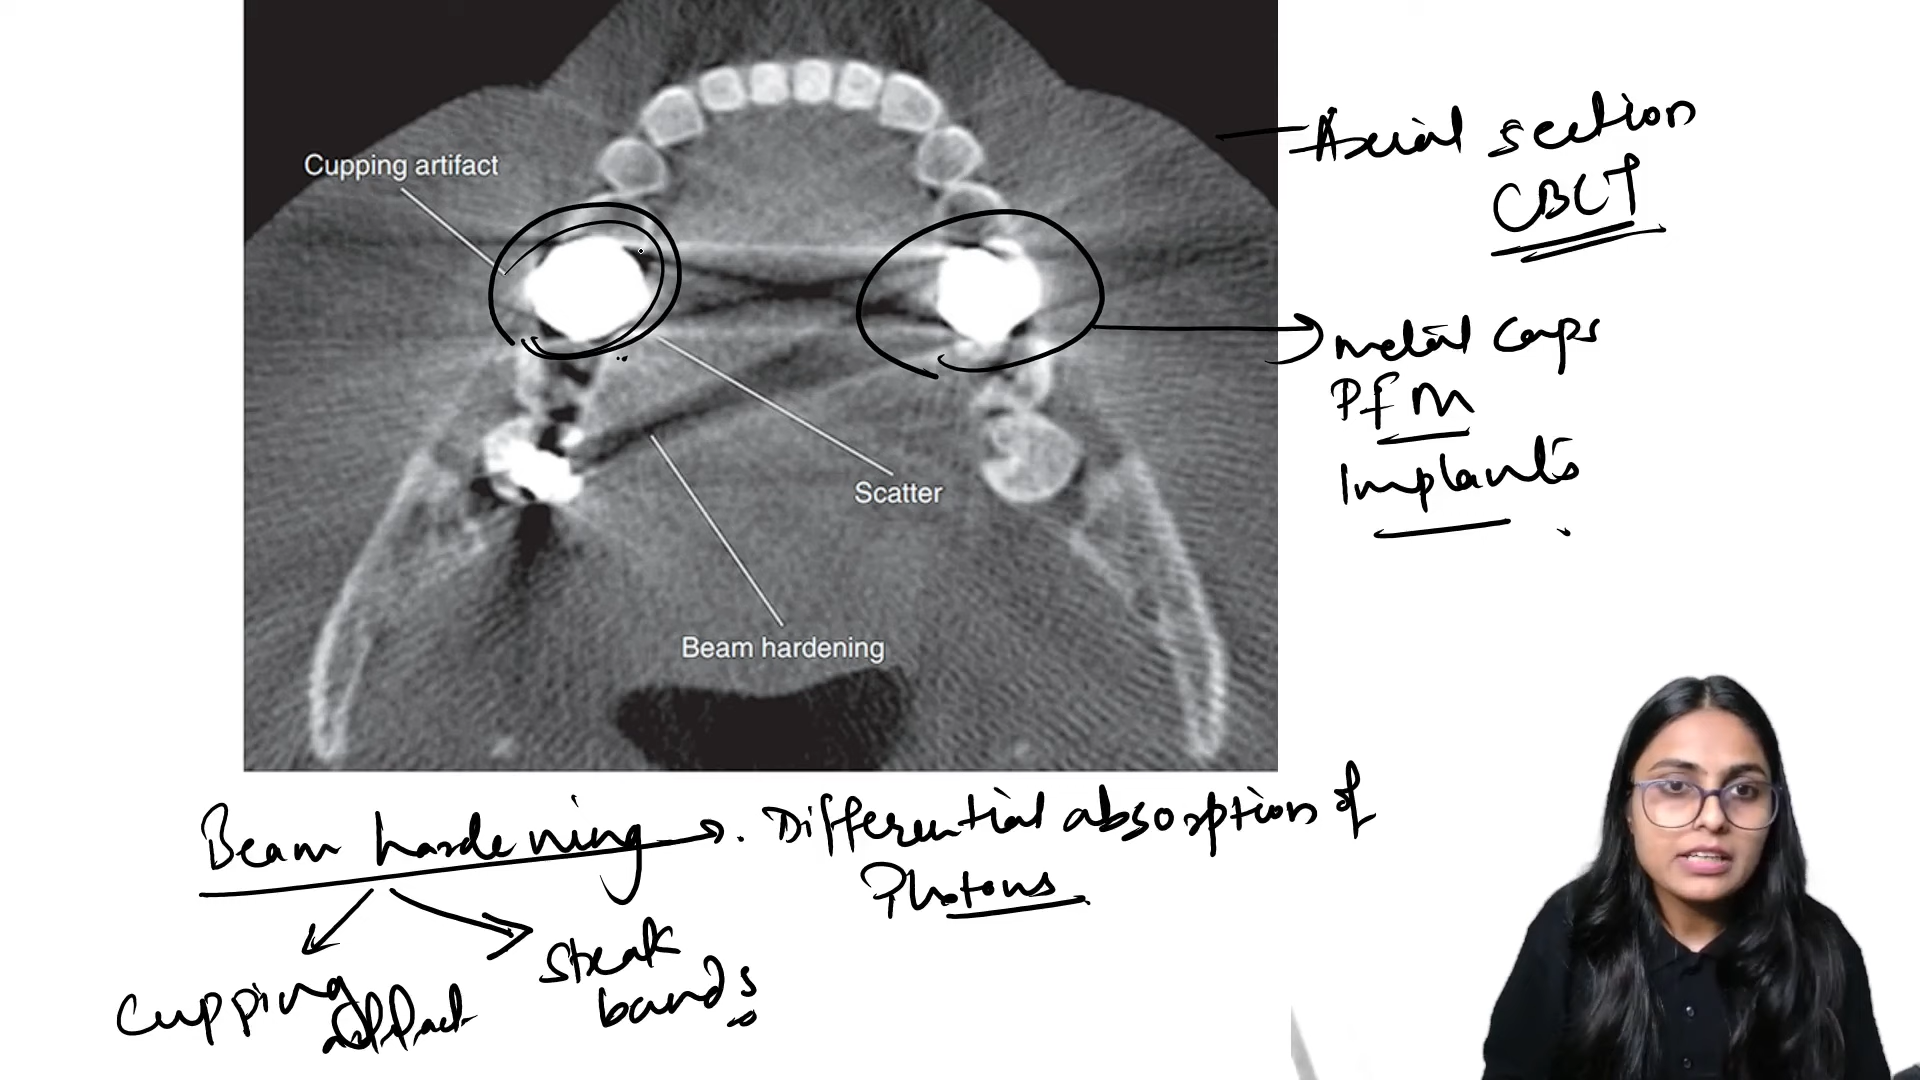 Cupping artifact
Scatter
Beam hardening
Axial section
CBCT
metal caps
PFM
Implants
Beam hardening → Differential absorption of
Photons
Cupping
streak
bands